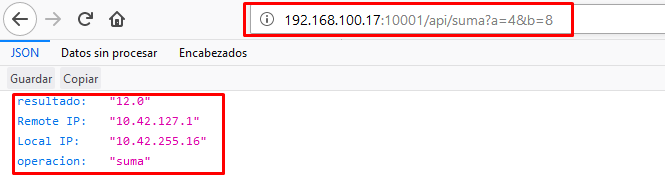 192.168.100.17:10001/api/suma?a=4&b=8
JSON Datos sin procesar Encabezados
Guardar Copiar
resultado: "12.0"
Remote IP: "10.42.127.1"
Local IP: "10.42.255.16"
operacion: "suma"